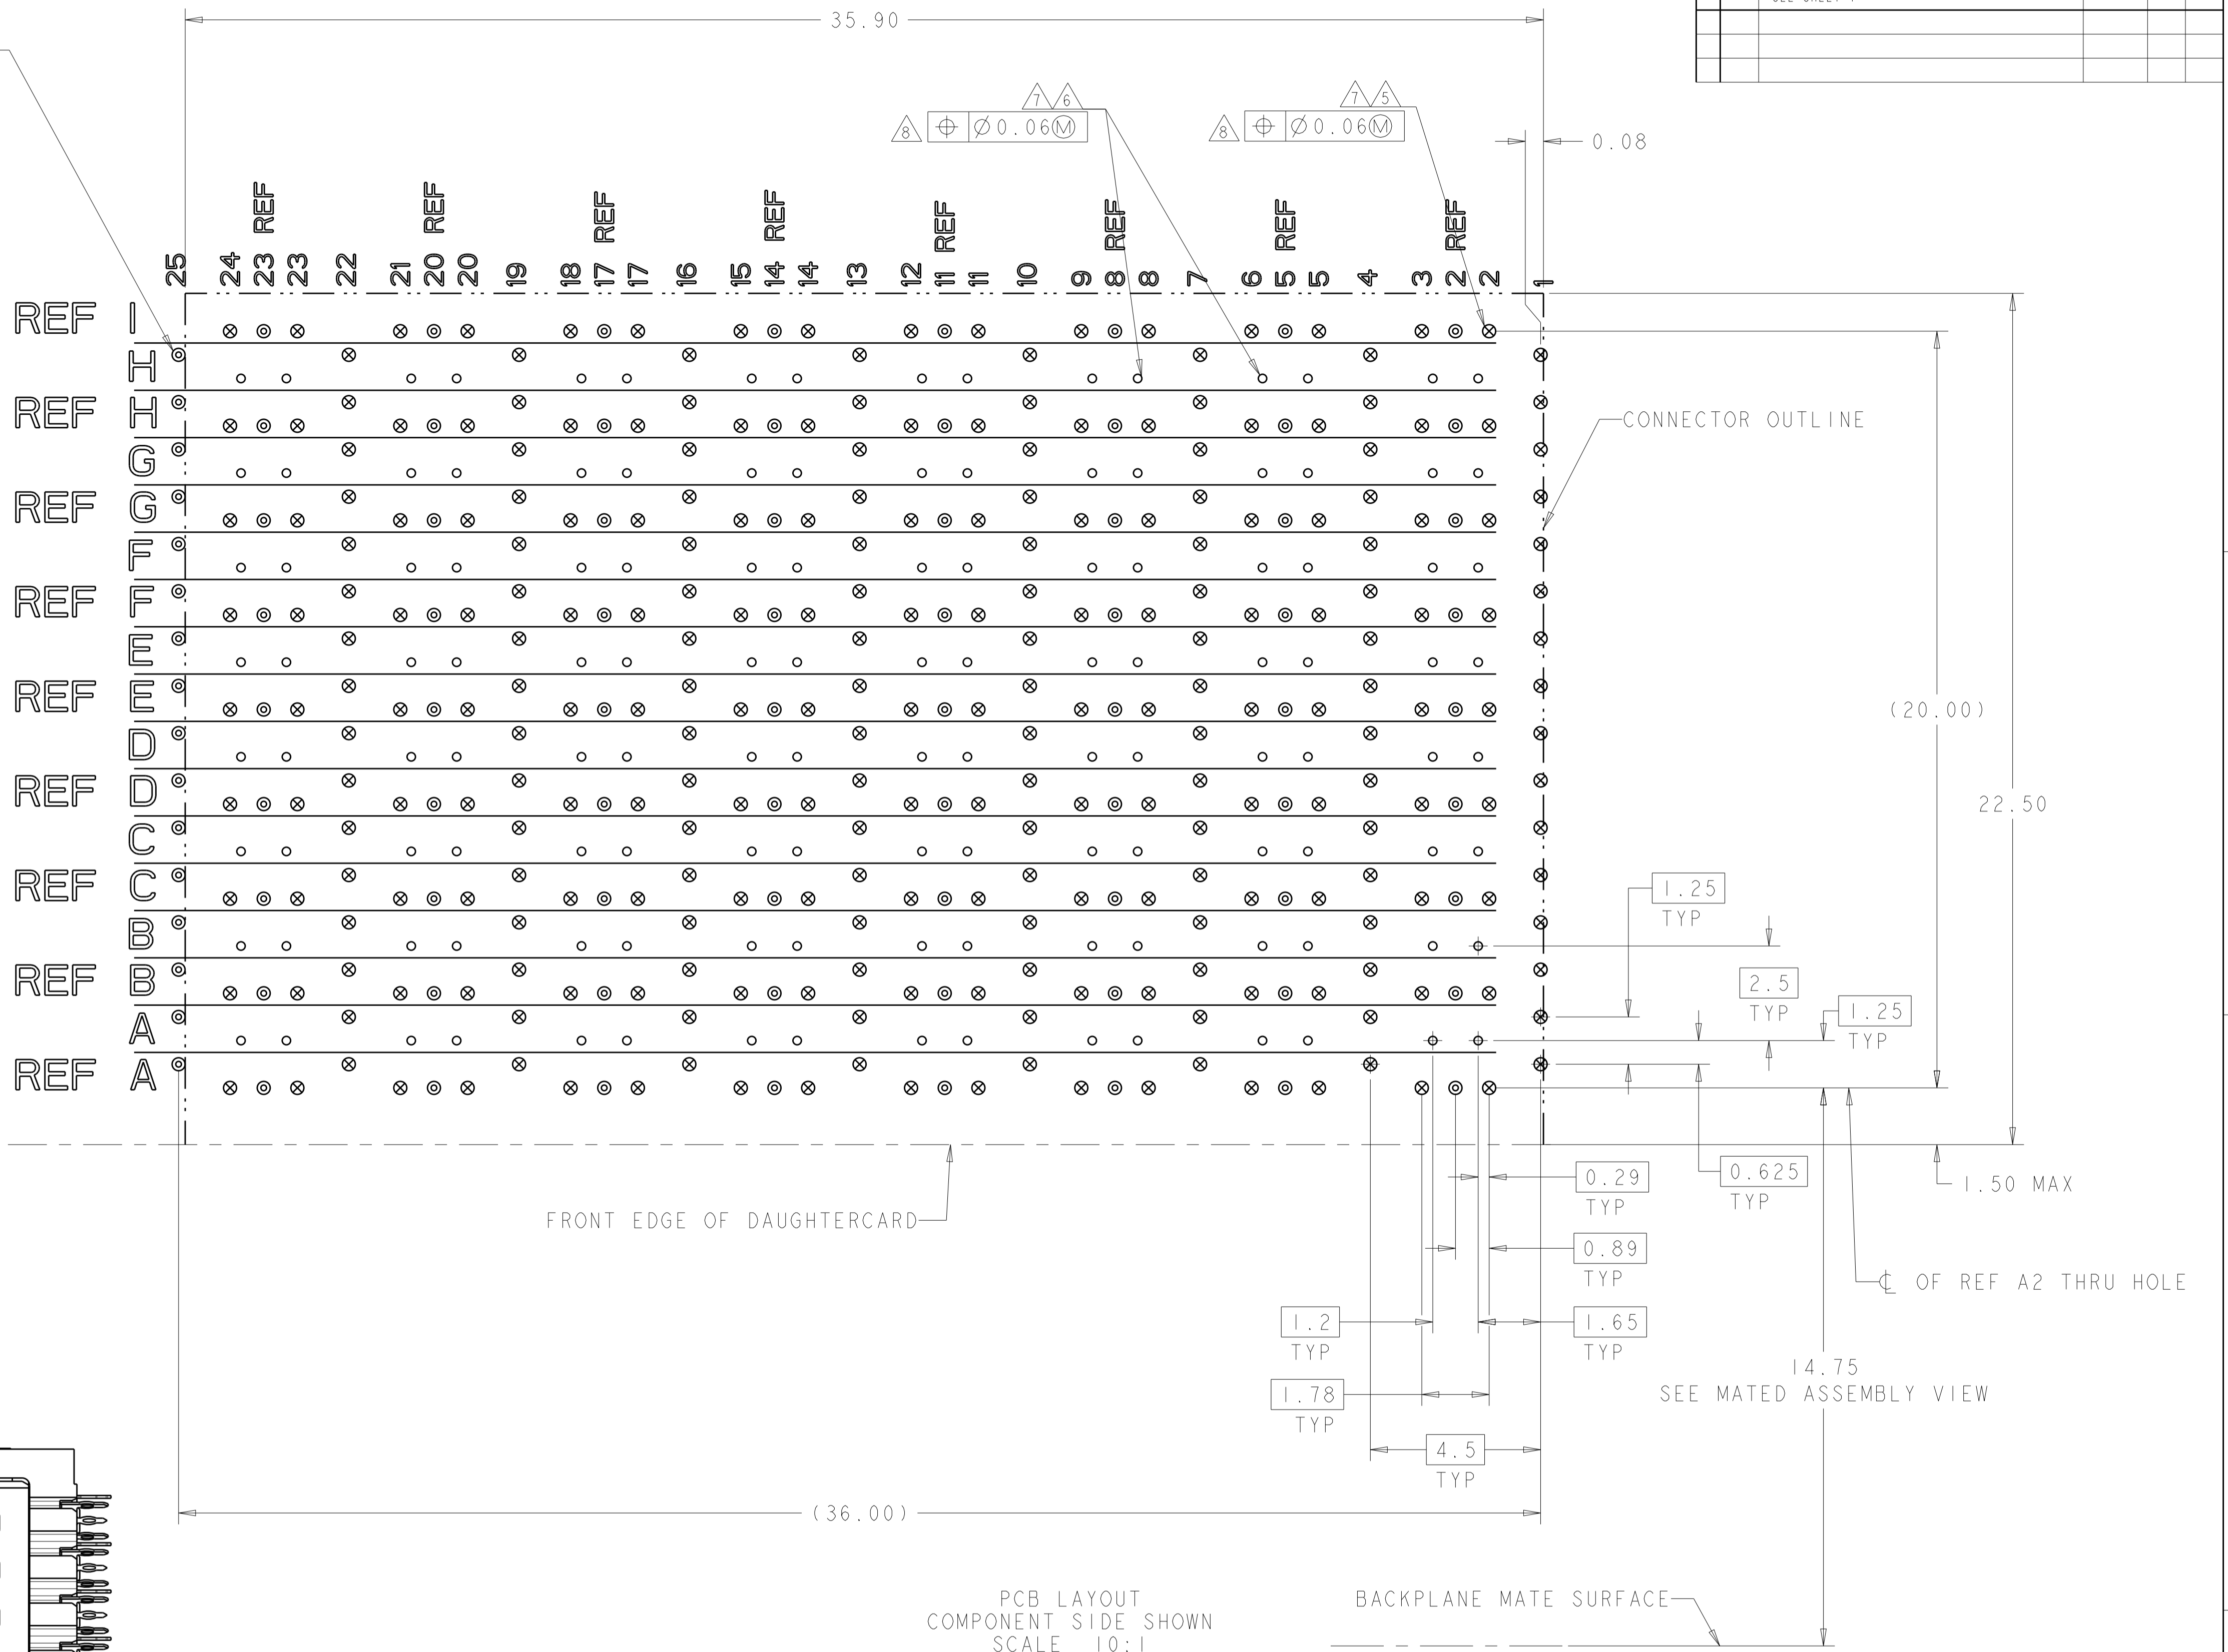 35.90
7 6
8 ⌖ ∅0.06Ⓜ
7 5
8 ⌖ ∅0.06Ⓜ
0.08
REF REF REF REF REF REF REF REF
25 24 23 23 22 21 20 20 19 18 17 17 16 15 14 14 13 12 11 11 10 9 8 8 7 6 5 5 4 3 2 2 1
REF I
H
REF H
G
REF G
F
REF F
E
REF E
D
REF D
C
REF C
B
REF B
A
REF A
CONNECTOR OUTLINE
(20.00)
22.50
1.25
TYP
2.5
TYP
1.25
TYP
0.29
TYP
0.625
TYP
1.50 MAX
FRONT EDGE OF DAUGHTERCARD
0.89
TYP
℄ OF REF A2 THRU HOLE
1.2
TYP
1.65
TYP
14.75
SEE MATED ASSEMBLY VIEW
1.78
TYP
4.5
TYP
(36.00)
PCB LAYOUT
COMPONENT SIDE SHOWN
SCALE 10:1
BACKPLANE MATE SURFACE